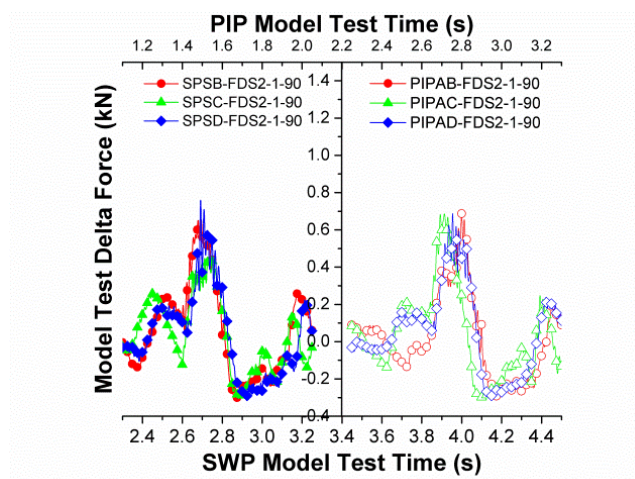 PIP Model Test Time (s)
1.2 1.4 1.6 1.8 2.0 2.2 2.6 2.8 3.0 3.2
SPSB-FDS2-1-90
SPSC-FDS2-1-90
SPSD-FDS2-1-90
PIPAB-FDS2-1-90
PIPAC-FDS2-1-90
PIPAD-FDS2-1-90
Model Test Delta Force (kN)
1.4
1.2
1.0
0.8
0.6
0.4
0.2
0.0
-0.2
0.4
2.4 2.6 2.8 3.0 3.2 3.4 3.6 3.8 4.0 4.2 4.4
SWP Model Test Time (s)